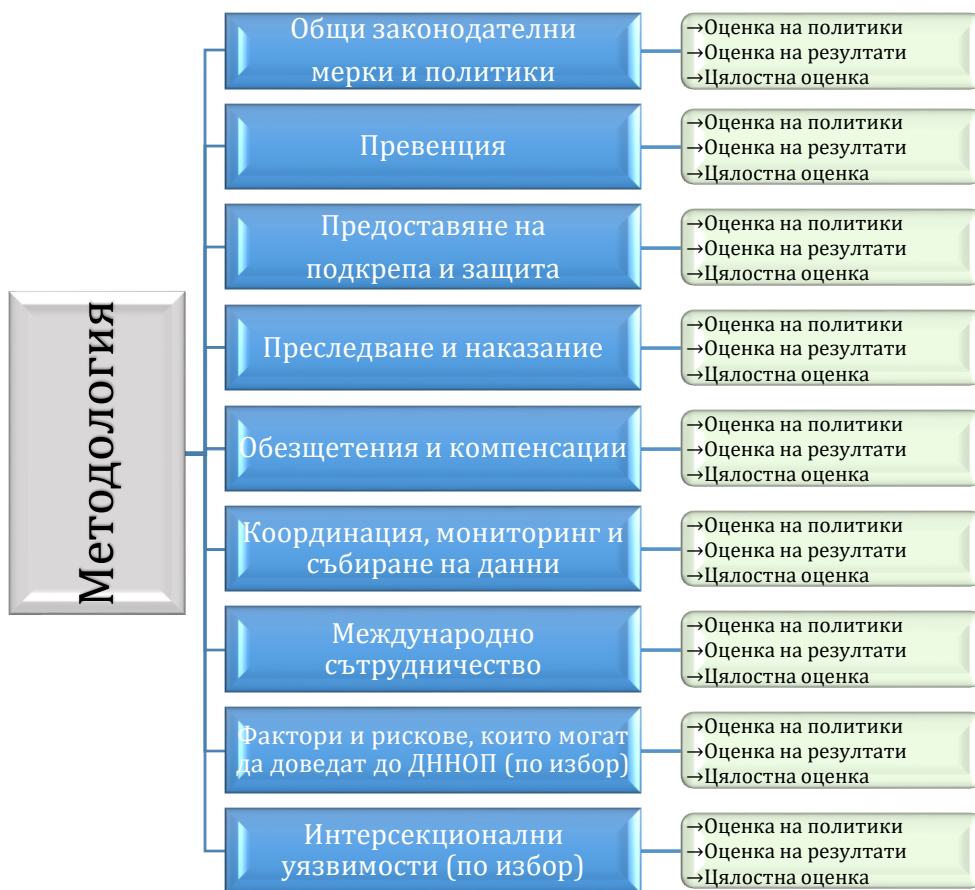 Методология
Общи законодателни
мерки и политики
→Оценка на политики
→Оценка на резултати
→Цялостна оценка
Превенция
→Оценка на политики
→Оценка на резултати
→Цялостна оценка
Предоставяне на
подкрепа и защита
→Оценка на политики
→Оценка на резултати
→Цялостна оценка
Преследване и наказание
→Оценка на политики
→Оценка на резултати
→Цялостна оценка
Обезщетения и компенсации
→Оценка на политики
→Оценка на резултати
→Цялостна оценка
Координация, мониторинг и
събиране на данни
→Оценка на политики
→Оценка на резултати
→Цялостна оценка
Международно
сътрудничество
→Оценка на политики
→Оценка на резултати
→Цялостна оценка
Фактори и рискове, които могат
да доведат до ДННОП (по избор)
→Оценка на политики
→Оценка на резултати
→Цялостна оценка
Интерсекционални
уязвимости (по избор)
→Оценка на политики
→Оценка на резултати
→Цялостна оценка